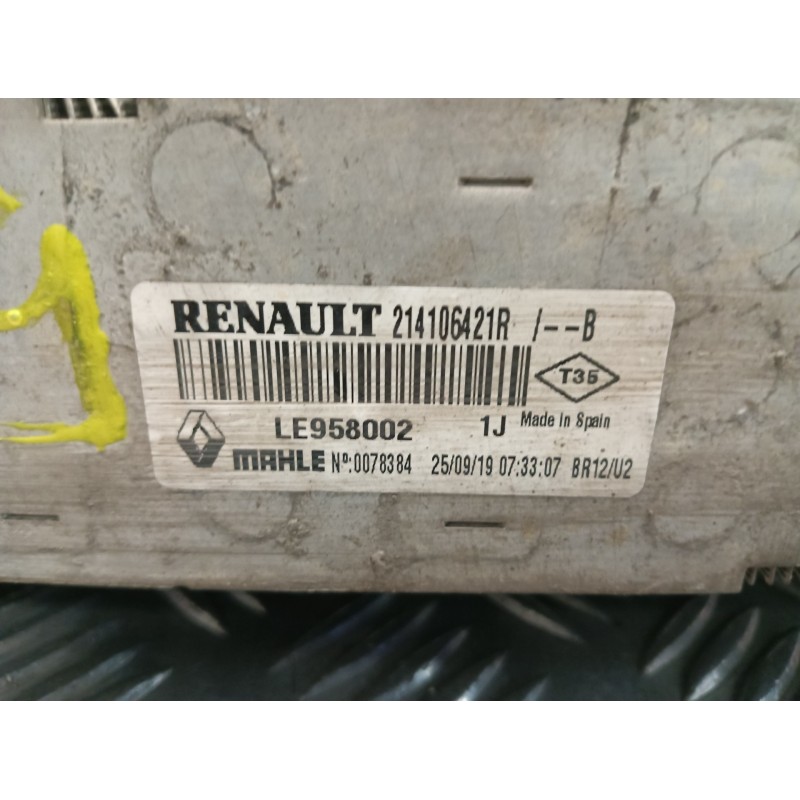 RENAULT 214106421R /--B
T35
LE958002 1J Made in Spain
MAHLE Nº:0078384 25/09/19 07:33:07 BR12/U2